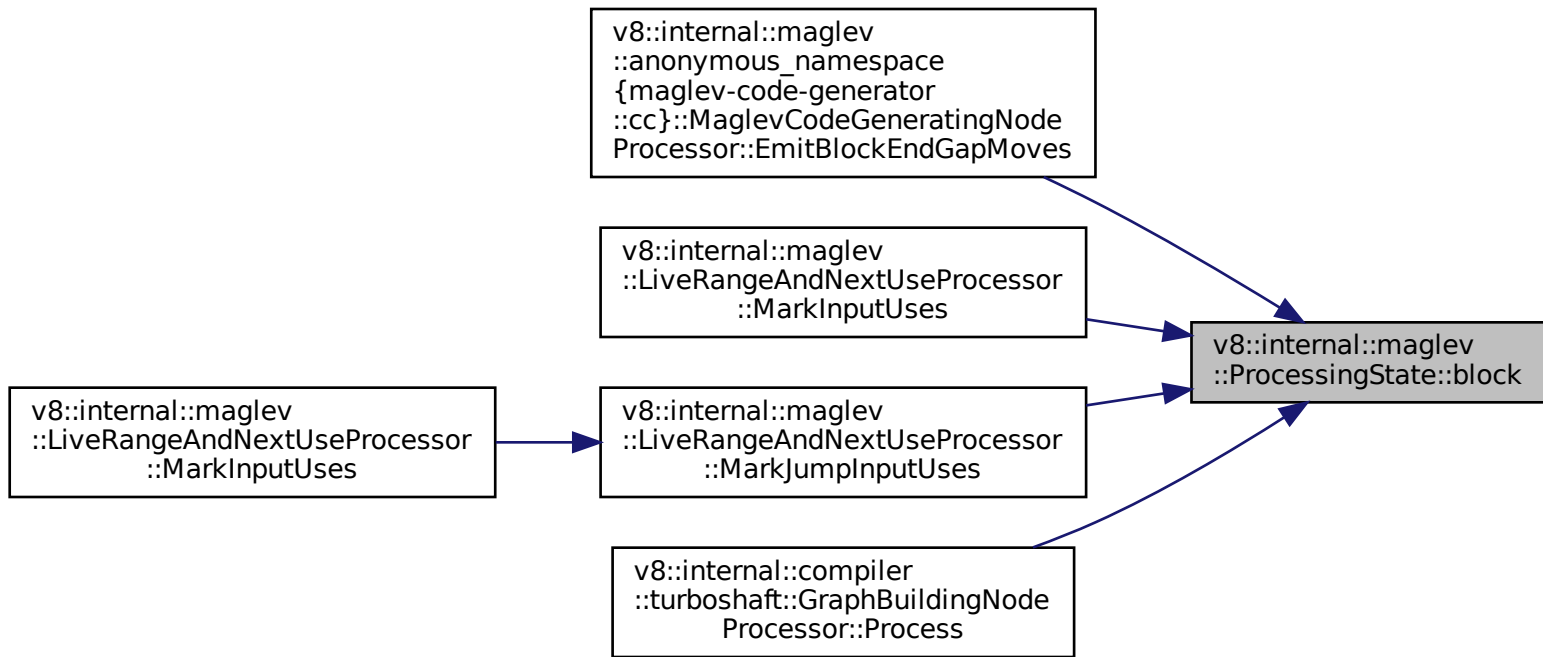 v8::internal::maglev
::anonymous_namespace
{maglev-code-generator
::cc}::MaglevCodeGeneratingNode
Processor::EmitBlockEndGapMoves
v8::internal::maglev
::LiveRangeAndNextUseProcessor
::MarkInputUses
v8::internal::maglev
::ProcessingState::block
v8::internal::maglev
::LiveRangeAndNextUseProcessor
::MarkInputUses
v8::internal::maglev
::LiveRangeAndNextUseProcessor
::MarkJumpInputUses
v8::internal::compiler
::turboshaft::GraphBuildingNode
Processor::Process